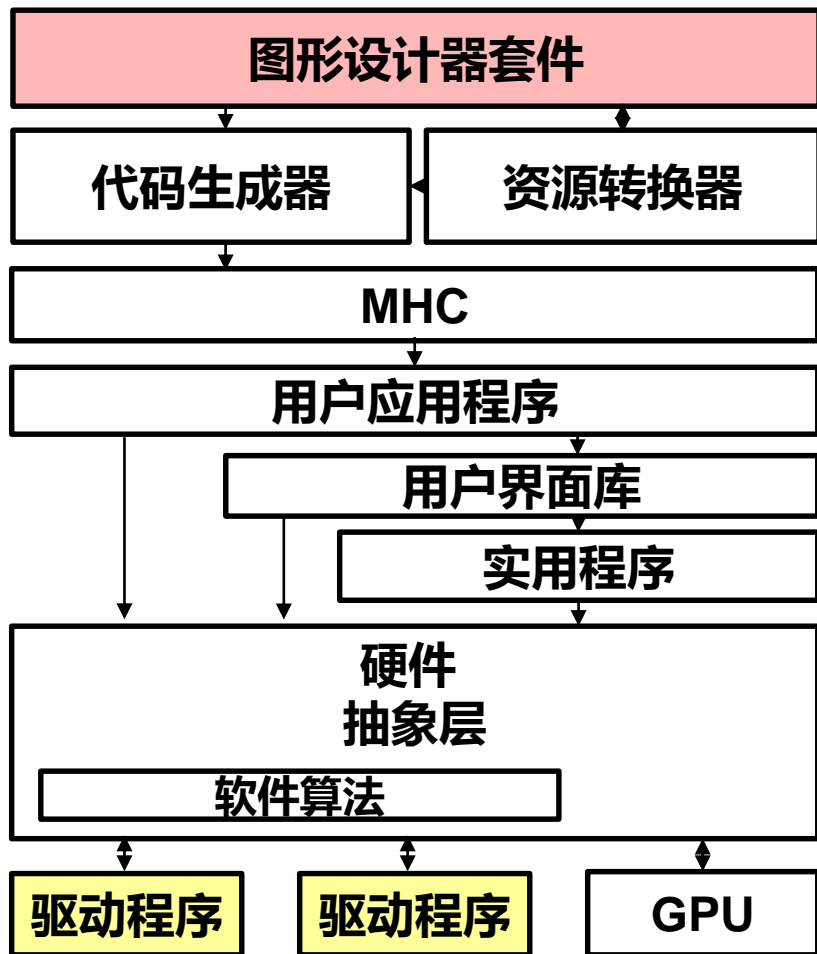 图形设计器套件
代码生成器
资源转换器
MHC
用户应用程序
用户界面库
实用程序
硬件
抽象层
软件算法
驱动程序
驱动程序
GPU